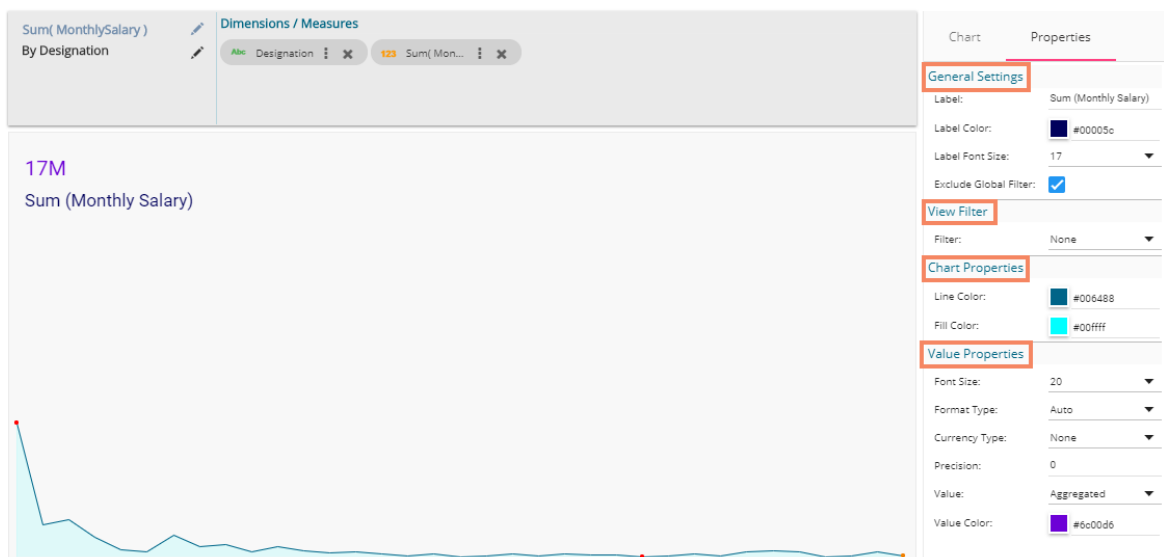 Sum( MonthlySalary )
By Designation
Dimensions / Measures
Abc Designation
123 Sum( Mon...
17M
Sum (Monthly Salary)
Chart Properties
General Settings
Label: Sum (Monthly Salary)
Label Color: #00005c
Label Font Size: 17
Exclude Global Filter:
View Filter
Filter: None
Chart Properties
Line Color: #006488
Fill Color: #00ffff
Value Properties
Font Size: 20
Format Type: Auto
Currency Type: None
Precision: 0
Value: Aggregated
Value Color: #6c00d6